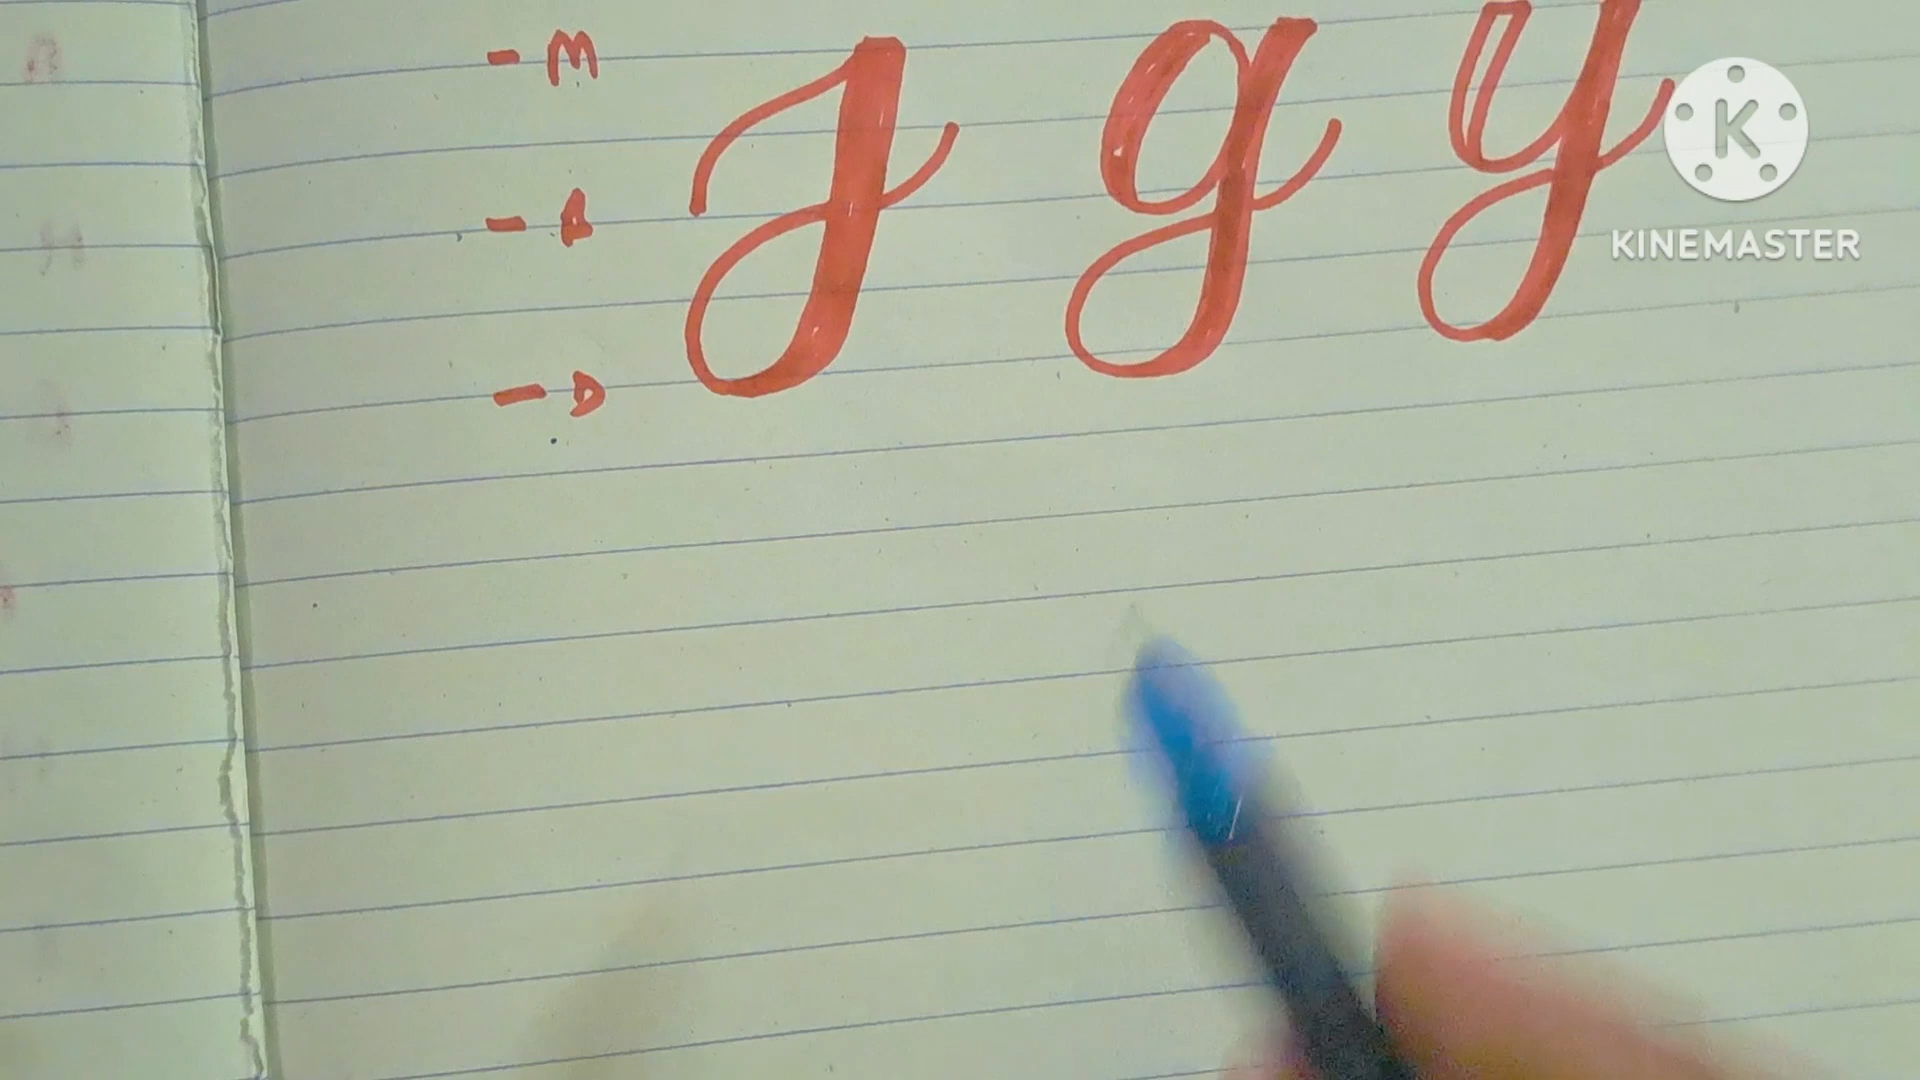 - M j g y
- B
- D
K
KINEMASTER